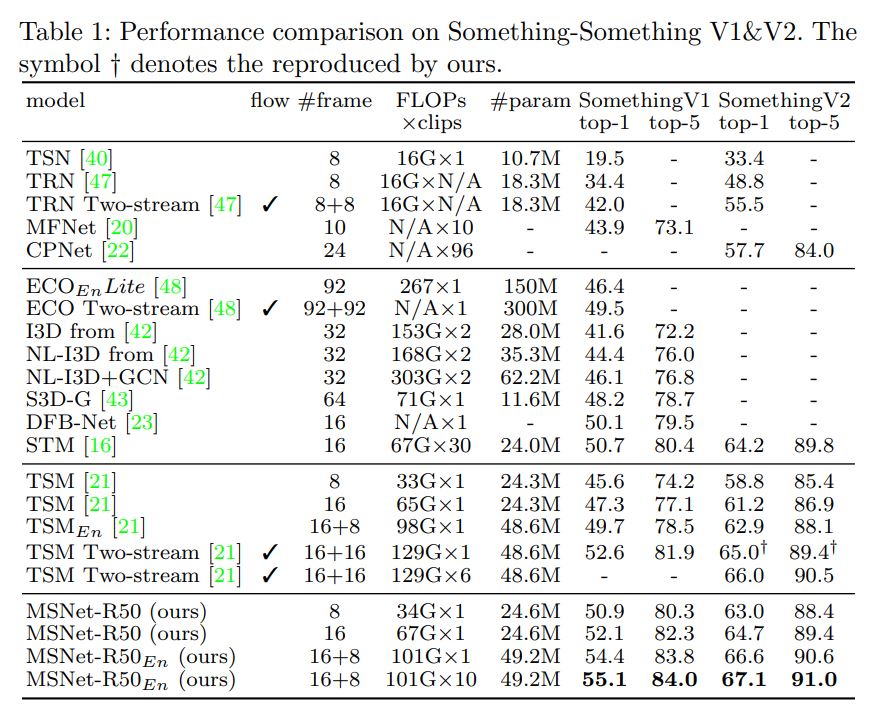 Table 1: Performance comparison on Something-Something V1&V2. The
symbol † denotes the reproduced by ours.
model flow #frame FLOPs #param SomethingV1 SomethingV2
×clips top-1 top-5 top-1 top-5
TSN [40] 8 16G×1 10.7M 19.5 - 33.4 -
TRN [47] 8 16G×N/A 18.3M 34.4 - 48.8 -
TRN Two-stream [47] ✓ 8+8 16G×N/A 18.3M 42.0 - 55.5 -
MFNet [20] 10 N/A×10 - 43.9 73.1 - -
CPNet [22] 24 N/A×96 - - - 57.7 84.0
ECO_En Lite [48] 92 267×1 150M 46.4 - - -
ECO Two-stream [48] ✓ 92+92 N/A×1 300M 49.5 - - -
I3D from [42] 32 153G×2 28.0M 41.6 72.2 - -
NL-I3D from [42] 32 168G×2 35.3M 44.4 76.0 - -
NL-I3D+GCN [42] 32 303G×2 62.2M 46.1 76.8 - -
S3D-G [43] 64 71G×1 11.6M 48.2 78.7 - -
DFB-Net [23] 16 N/A×1 - 50.1 79.5 - -
STM [16] 16 67G×30 24.0M 50.7 80.4 64.2 89.8
TSM [21] 8 33G×1 24.3M 45.6 74.2 58.8 85.4
TSM [21] 16 65G×1 24.3M 47.3 77.1 61.2 86.9
TSM_En [21] 16+8 98G×1 48.6M 49.7 78.5 62.9 88.1
TSM Two-stream [21] ✓ 16+16 129G×1 48.6M 52.6 81.9 65.0† 89.4†
TSM Two-stream [21] ✓ 16+16 129G×6 48.6M - - 66.0 90.5
MSNet-R50 (ours) 8 34G×1 24.6M 50.9 80.3 63.0 88.4
MSNet-R50 (ours) 16 67G×1 24.6M 52.1 82.3 64.7 89.4
MSNet-R50_En (ours) 16+8 101G×1 49.2M 54.4 83.8 66.6 90.6
MSNet-R50_En (ours) 16+8 101G×10 49.2M 55.1 84.0 67.1 91.0